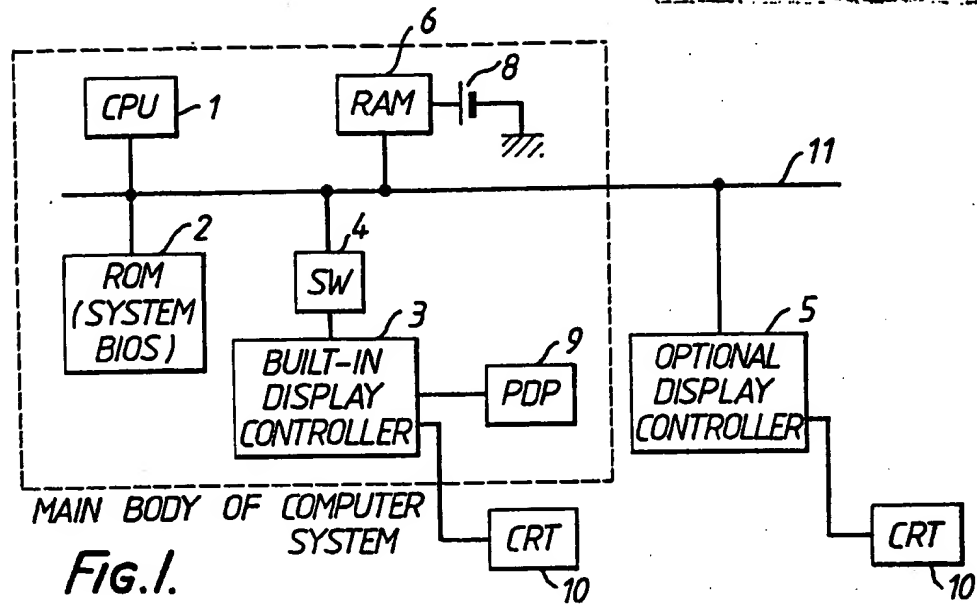 6
8
CPU
1
RAM
11
2
4
ROM
(SYSTEM
BIOS)
SW
3
5
BUILT-IN
DISPLAY
CONTROLLER
9
PDP
OPTIONAL
DISPLAY
CONTROLLER
MAIN BODY OF COMPUTER
SYSTEM
CRT
10
CRT
10
FIG.1.